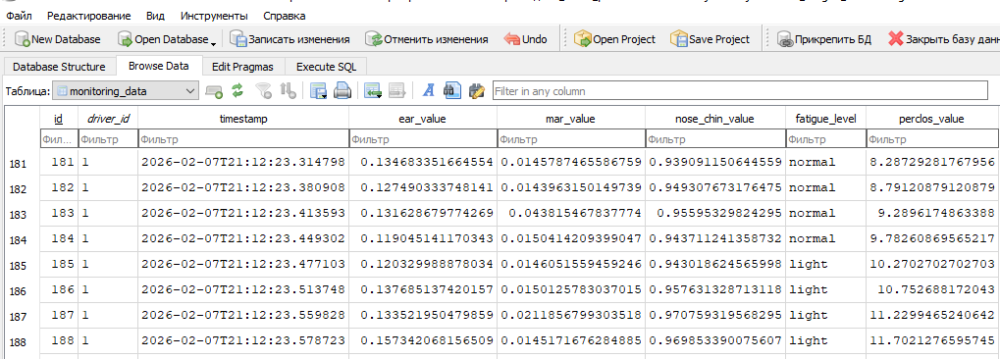 Файл Редактирование Вид Инструменты Справка
New Database Open Database Записать изменения Отменить изменения Undo Open Project Save Project Прикрепить БД Закрыть базу дан
Database Structure Browse Data Edit Pragmas Execute SQL
Таблица: monitoring_data Filter in any column
id driver_id timestamp ear_value mar_value nose_chin_value fatigue_level perclos_value
Фил... Фильтр Фильтр Фильтр Фильтр Фильтр Фильтр Фильтр
181 181 1 2026-02-07T21:12:23.314798 0.134683351664554 0.0145787465586759 0.939091150644559 normal 8.28729281767956
182 182 1 2026-02-07T21:12:23.380908 0.127490333748141 0.0143963150149739 0.949307673176475 normal 8.79120879120879
183 183 1 2026-02-07T21:12:23.413593 0.131628679774269 0.043815467837774 0.95595329824295 normal 9.2896174863388
184 184 1 2026-02-07T21:12:23.449302 0.119045141170343 0.0150414209399047 0.943711241358732 normal 9.78260869565217
185 185 1 2026-02-07T21:12:23.477103 0.120329988878034 0.0146051559459246 0.943018624565998 light 10.2702702702703
186 186 1 2026-02-07T21:12:23.513748 0.137685137420157 0.0150125783037015 0.957631328713118 light 10.752688172043
187 187 1 2026-02-07T21:12:23.559828 0.133521950479859 0.0211856799303518 0.970759319568295 light 11.2299465240642
188 188 1 2026-02-07T21:12:23.578723 0.157342068156509 0.0145171676284885 0.969853390075607 light 11.7021276595745